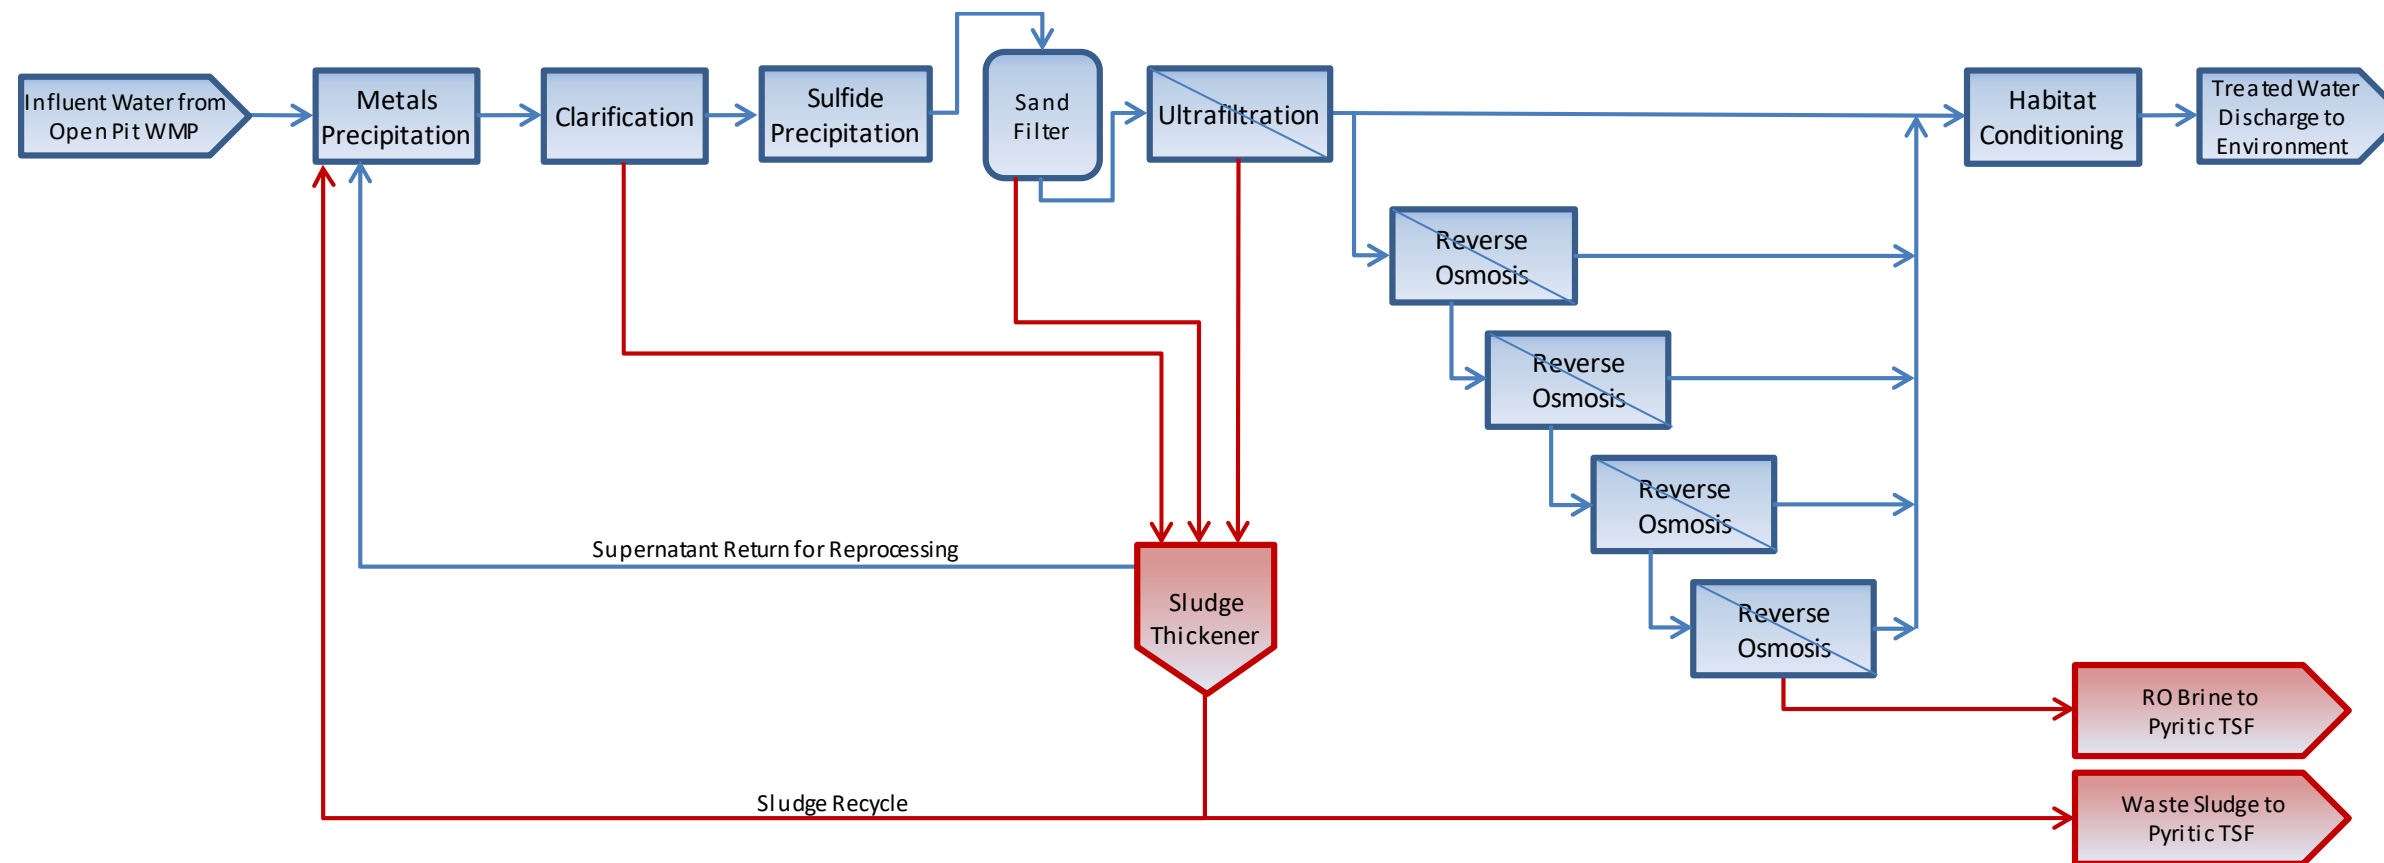 Influent Water from
Open Pit WMP
Metals
Precipitation
Clarification
Sulfide
Precipitation
Sand
Filter
Ultrafiltration
Habitat
Conditioning
Treated Water
Discharge to
Environment
Reverse
Osmosis
Reverse
Osmosis
Reverse
Osmosis
Reverse
Osmosis
Supernatant Return for Reprocessing
Sludge
Thickener
RO Brine to
Pyritic TSF
Sludge Recycle
Waste Sludge to
Pyritic TSF